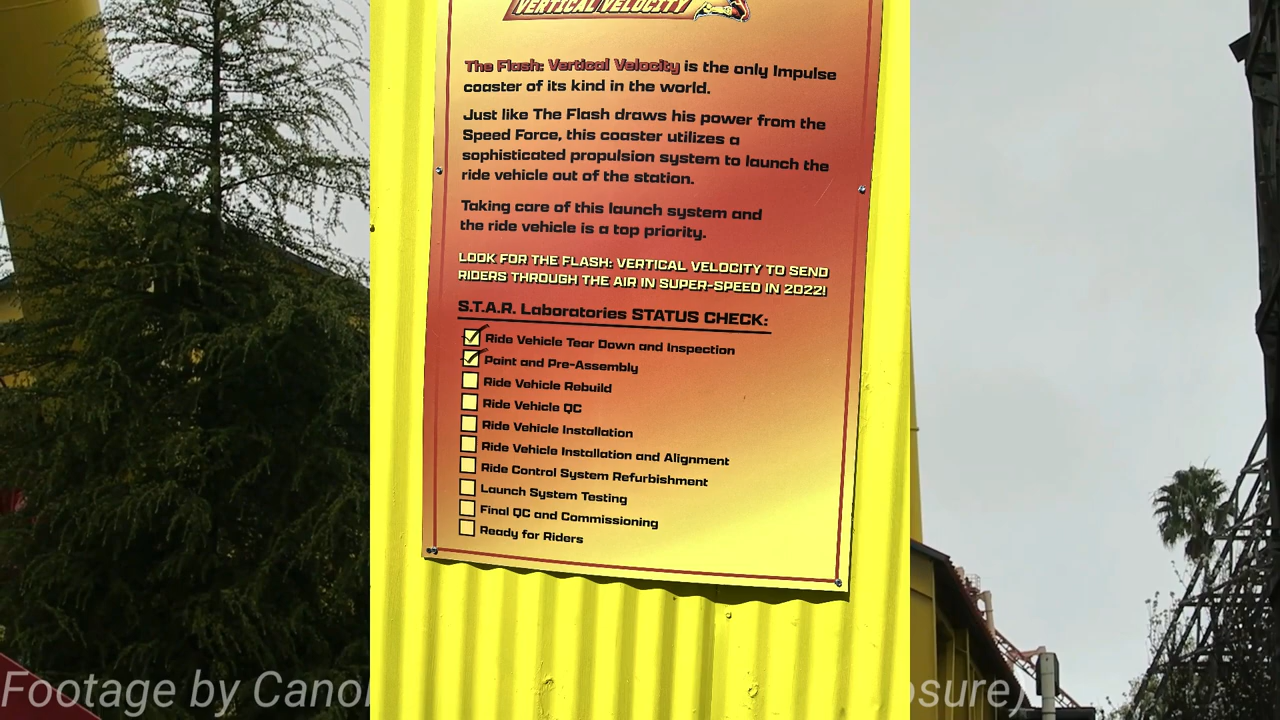 VERTICAL VELOCITY
The Flash: Vertical Velocity is the only Impulse
coaster of its kind in the world.
Just like The Flash draws his power from the
Speed Force, this coaster utilizes a
sophisticated propulsion system to launch the
ride vehicle out of the station.
Taking care of this launch system and
the ride vehicle is a top priority.
LOOK FOR THE FLASH: VERTICAL VELOCITY TO SEND
RIDERS THROUGH THE AIR IN SUPER-SPEED IN 2022!
S.T.A.R. Laboratories STATUS CHECK:
Ride Vehicle Tear Down and Inspection
Paint and Pre-Assembly
Ride Vehicle Rebuild
Ride Vehicle QC
Ride Vehicle Installation
Ride Vehicle Installation and Alignment
Ride Control System Refurbishment
Launch System Testing
Final QC and Commissioning
Ready for Riders
Footage by